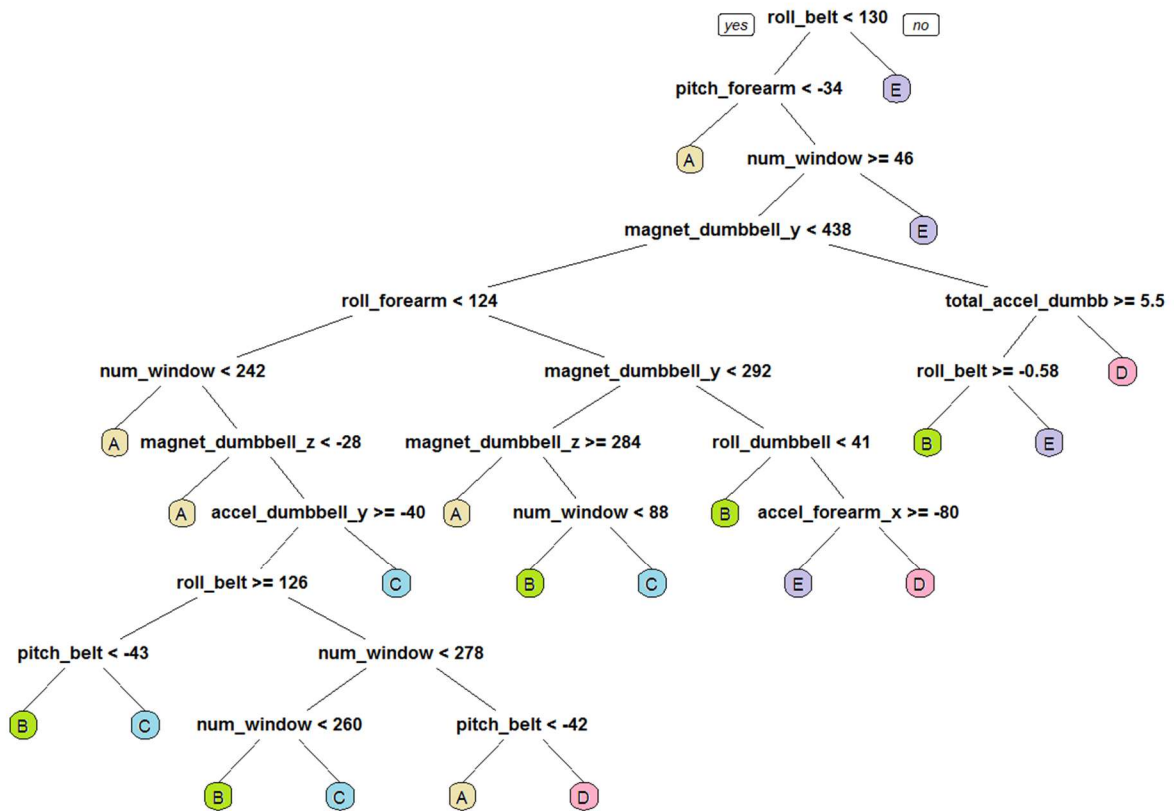 yes roll_belt < 130 no
pitch_forearm < -34 E
A num_window >= 46
magnet_dumbbell_y < 438 E
roll_forearm < 124 total_accel_dumbb >= 5.5
num_window < 242 magnet_dumbbell_y < 292 roll_belt >= -0.58 D
A magnet_dumbbell_z < -28 magnet_dumbbell_z >= 284 roll_dumbbell < 41 B E
A accel_dumbbell_y >= -40 A num_window < 88 B accel_forearm_x >= -80
roll_belt >= 126 C B C E D
pitch_belt < -43 num_window < 278
B C num_window < 260 pitch_belt < -42
B C A D